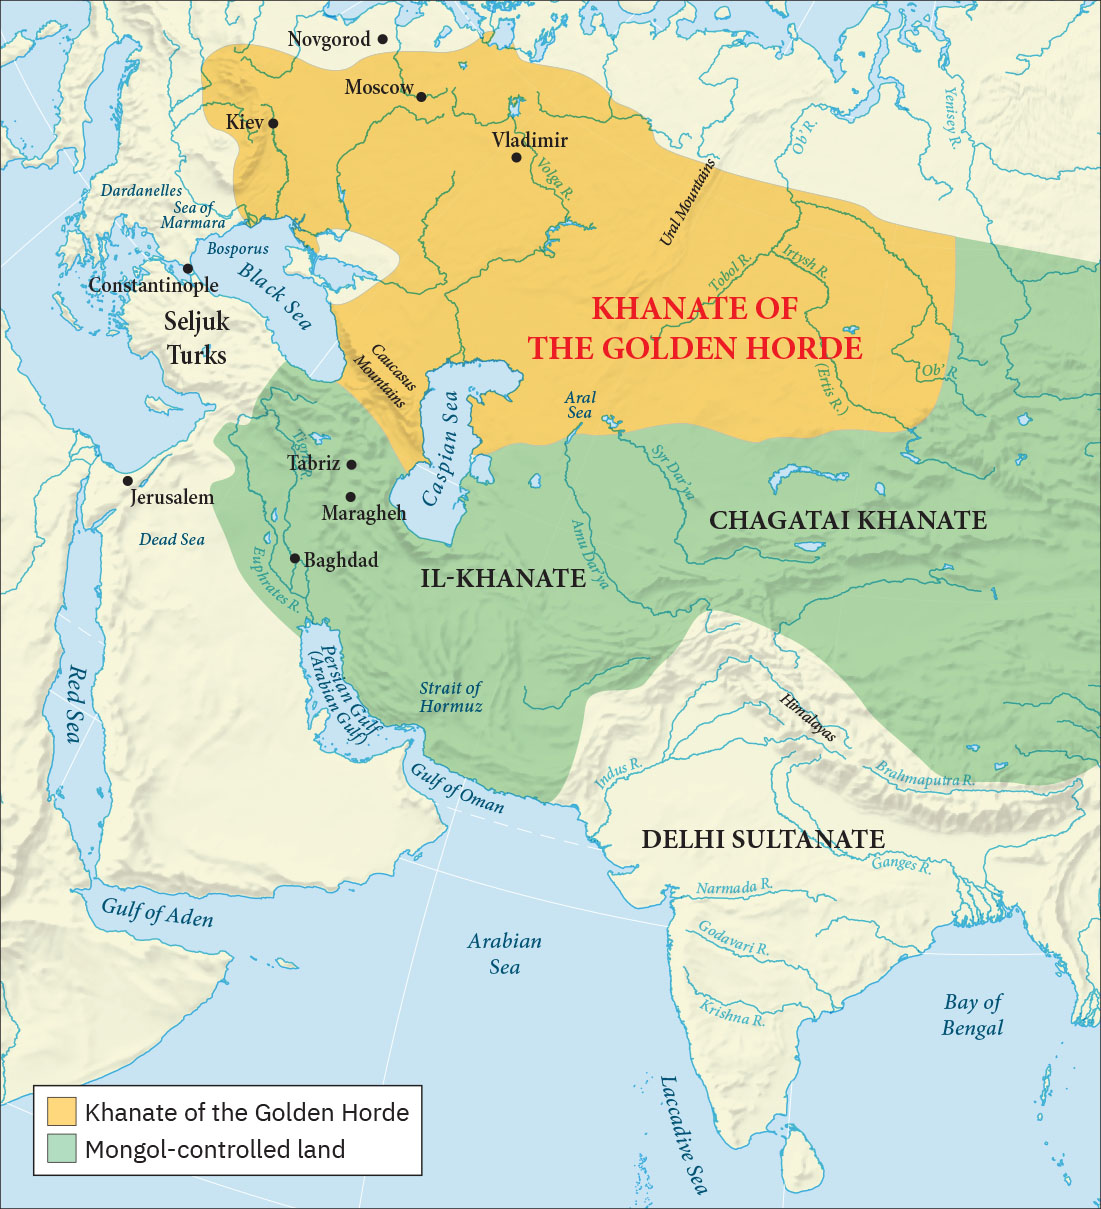 Novgorod
Moscow
Kiev
Vladimir
Volga R.
Ural Mountains
Ob' R.
Yenisey R.
Dardanelles
Sea of
Marmara
Bosporus
Black Sea
Constantinople
Seljuk
Turks
Tobol R.
Irtysh R.
KHANATE OF
THE GOLDEN HORDE
Caucasus
Mountains
(Ertis R.)
Ob' R.
Caspian Sea
Aral
Sea
Tigris R.
Tabriz
Maragheh
Jerusalem
Dead Sea
Syr Dar'ya
CHAGATAI KHANATE
Amu Dar'ya
Baghdad
Euphrates R.
IL-KHANATE
Persian Gulf
(Arabian Gulf)
Strait of
Hormuz
Red Sea
Himalayas
Gulf of Oman
Indus R.
Brahmaputra R.
DELHI SULTANATE
Ganges R.
Narmada R.
Gulf of Aden
Arabian
Sea
Godavari R.
Krishna R.
Bay of
Bengal
Laccadive Sea
Khanate of the Golden Horde
Mongol-controlled land